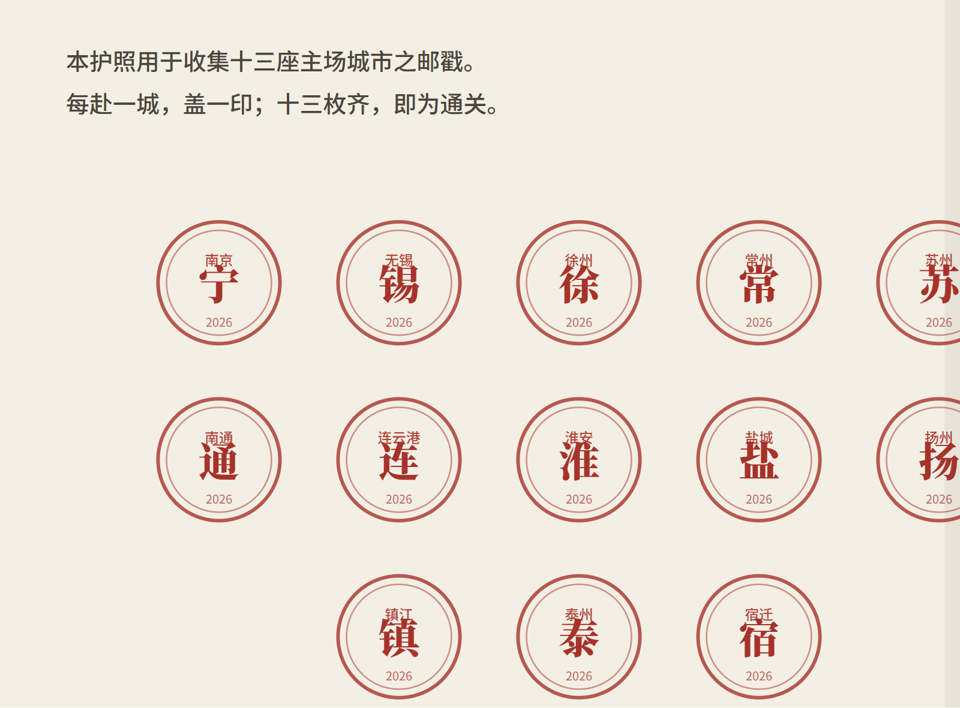 本护照用于收集十三座主场城市之邮戳。
每赴一城，盖一印；十三枚齐，即为通关。
南京
宁
2026
无锡
锡
2026
徐州
徐
2026
常州
常
2026
苏州
苏
2026
南通
通
2026
连云港
连
2026
淮安
淮
2026
盐城
盐
2026
扬州
扬
2026
镇江
镇
2026
泰州
泰
2026
宿迁
宿
2026